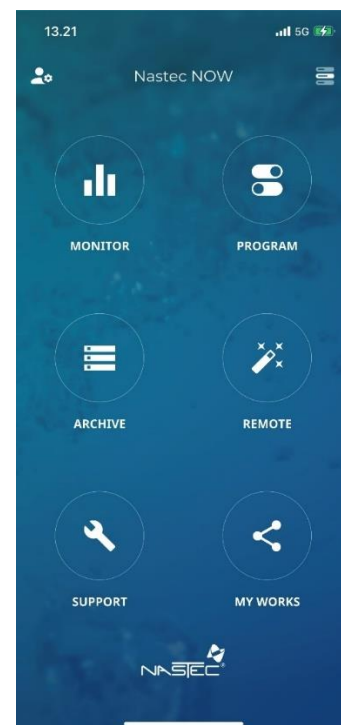 13.21 5G
Nastec NOW
MONITOR PROGRAM
ARCHIVE REMOTE
SUPPORT MY WORKS
NASTEC®